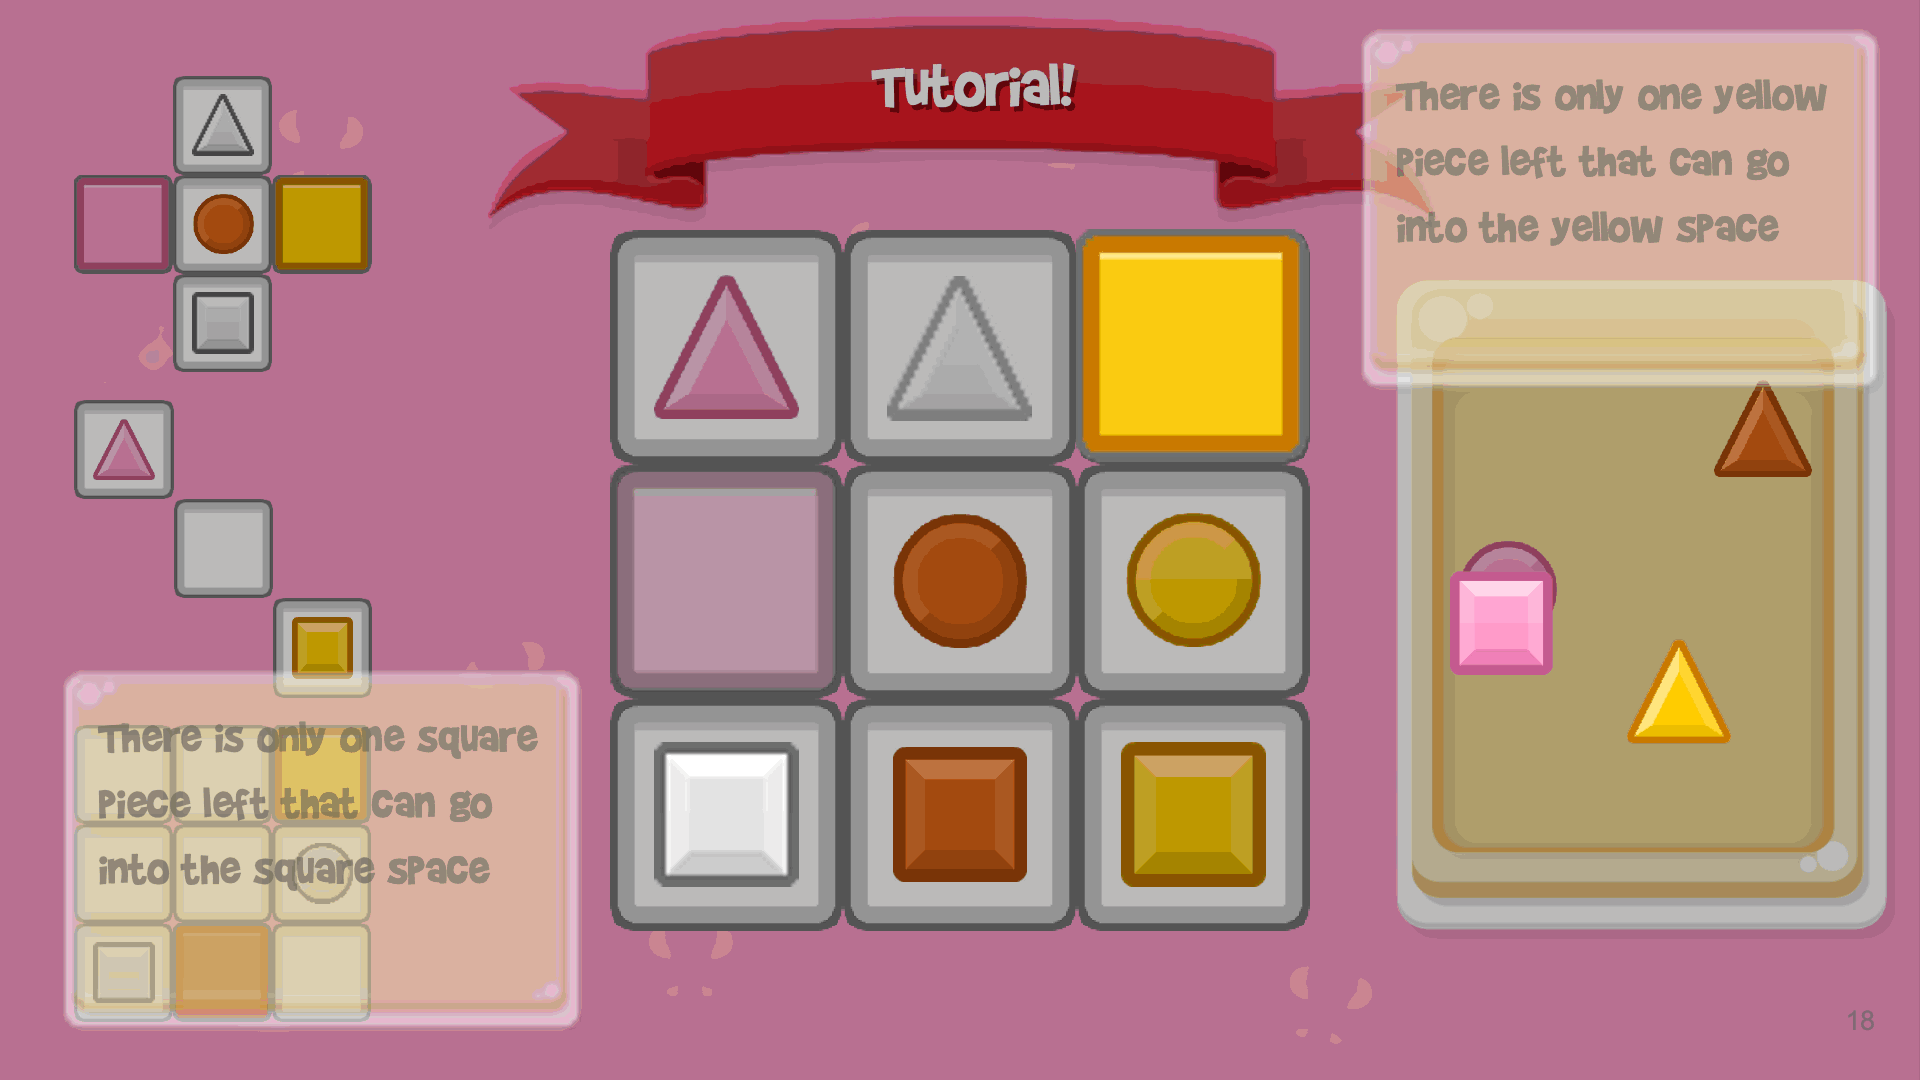 Tutorial!
There is only one yellow
piece left that can go
into the yellow space
There is only one square
piece left that can go
into the square space
18